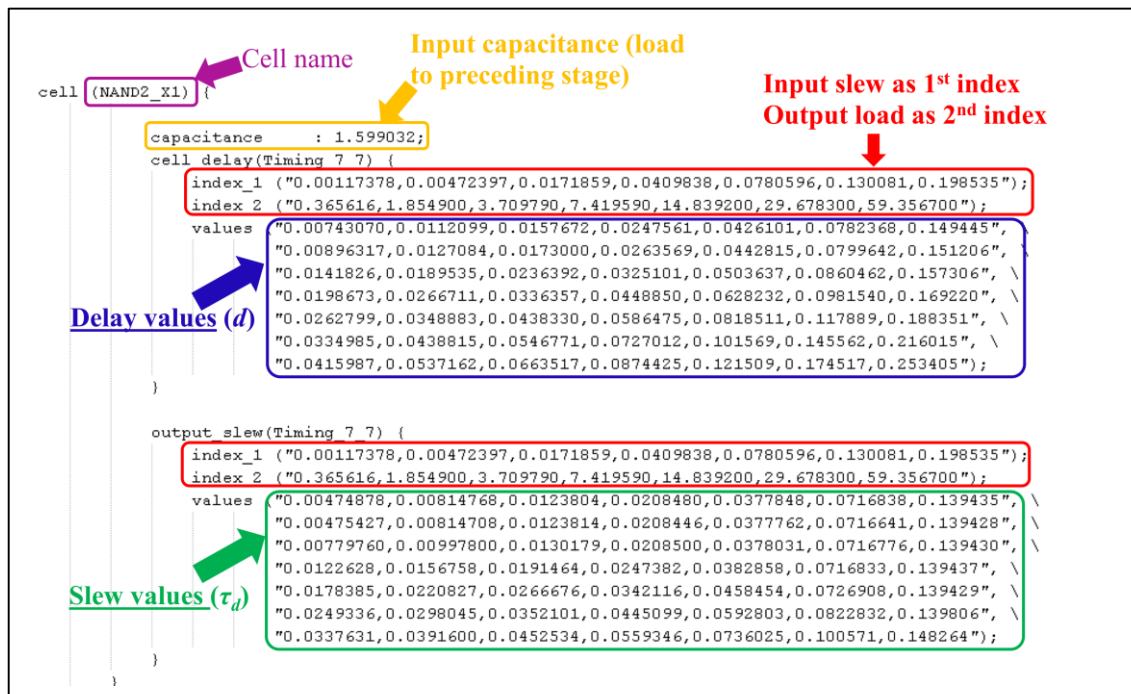 Cell name
Input capacitance (load
to preceding stage)
Input slew as 1st index
Output load as 2nd index
cell (NAND2_X1) {
capacitance : 1.599032;
cell_delay(Timing_7_7) {
index_1 ("0.00117378,0.00472397,0.0171859,0.0409838,0.0780596,0.130081,0.198535");
index_2 ("0.365616,1.854900,3.709790,7.419590,14.839200,29.678300,59.356700");
values ("0.00743070,0.0112099,0.0157672,0.0247561,0.0426101,0.0782368,0.149445", \
"0.00896317,0.0127084,0.0173000,0.0263569,0.0442815,0.0799642,0.151206", \
"0.0141826,0.0189535,0.0236392,0.0325101,0.0503637,0.0860462,0.157306", \
"0.0198673,0.0266711,0.0336357,0.0448850,0.0628232,0.0981540,0.169220", \
Delay values (d)
"0.0262799,0.0348883,0.0438330,0.0586475,0.0818511,0.117889,0.188351", \
"0.0334985,0.0438815,0.0546771,0.0727012,0.101569,0.145562,0.216015", \
"0.0415987,0.0537162,0.0663517,0.0874425,0.121509,0.174517,0.253405");
}
output_slew(Timing_7_7) {
index_1 ("0.00117378,0.00472397,0.0171859,0.0409838,0.0780596,0.130081,0.198535");
index_2 ("0.365616,1.854900,3.709790,7.419590,14.839200,29.678300,59.356700");
values ("0.00474878,0.00814768,0.0123804,0.0208480,0.0377848,0.0716838,0.139435", \
"0.00475427,0.00814708,0.0123814,0.0208446,0.0377762,0.0716641,0.139428", \
"0.00779760,0.00997800,0.0130179,0.0208500,0.0378031,0.0716776,0.139430", \
"0.0122628,0.0156758,0.0191464,0.0247382,0.0382858,0.0716833,0.139437", \
Slew values (τd)
"0.0178385,0.0220827,0.0266676,0.0342116,0.0458454,0.0726908,0.139429", \
"0.0249336,0.0298045,0.0352101,0.0445099,0.0592803,0.0822832,0.139806", \
"0.0337631,0.0391600,0.0452534,0.0559346,0.0736025,0.100571,0.148264");
}
}